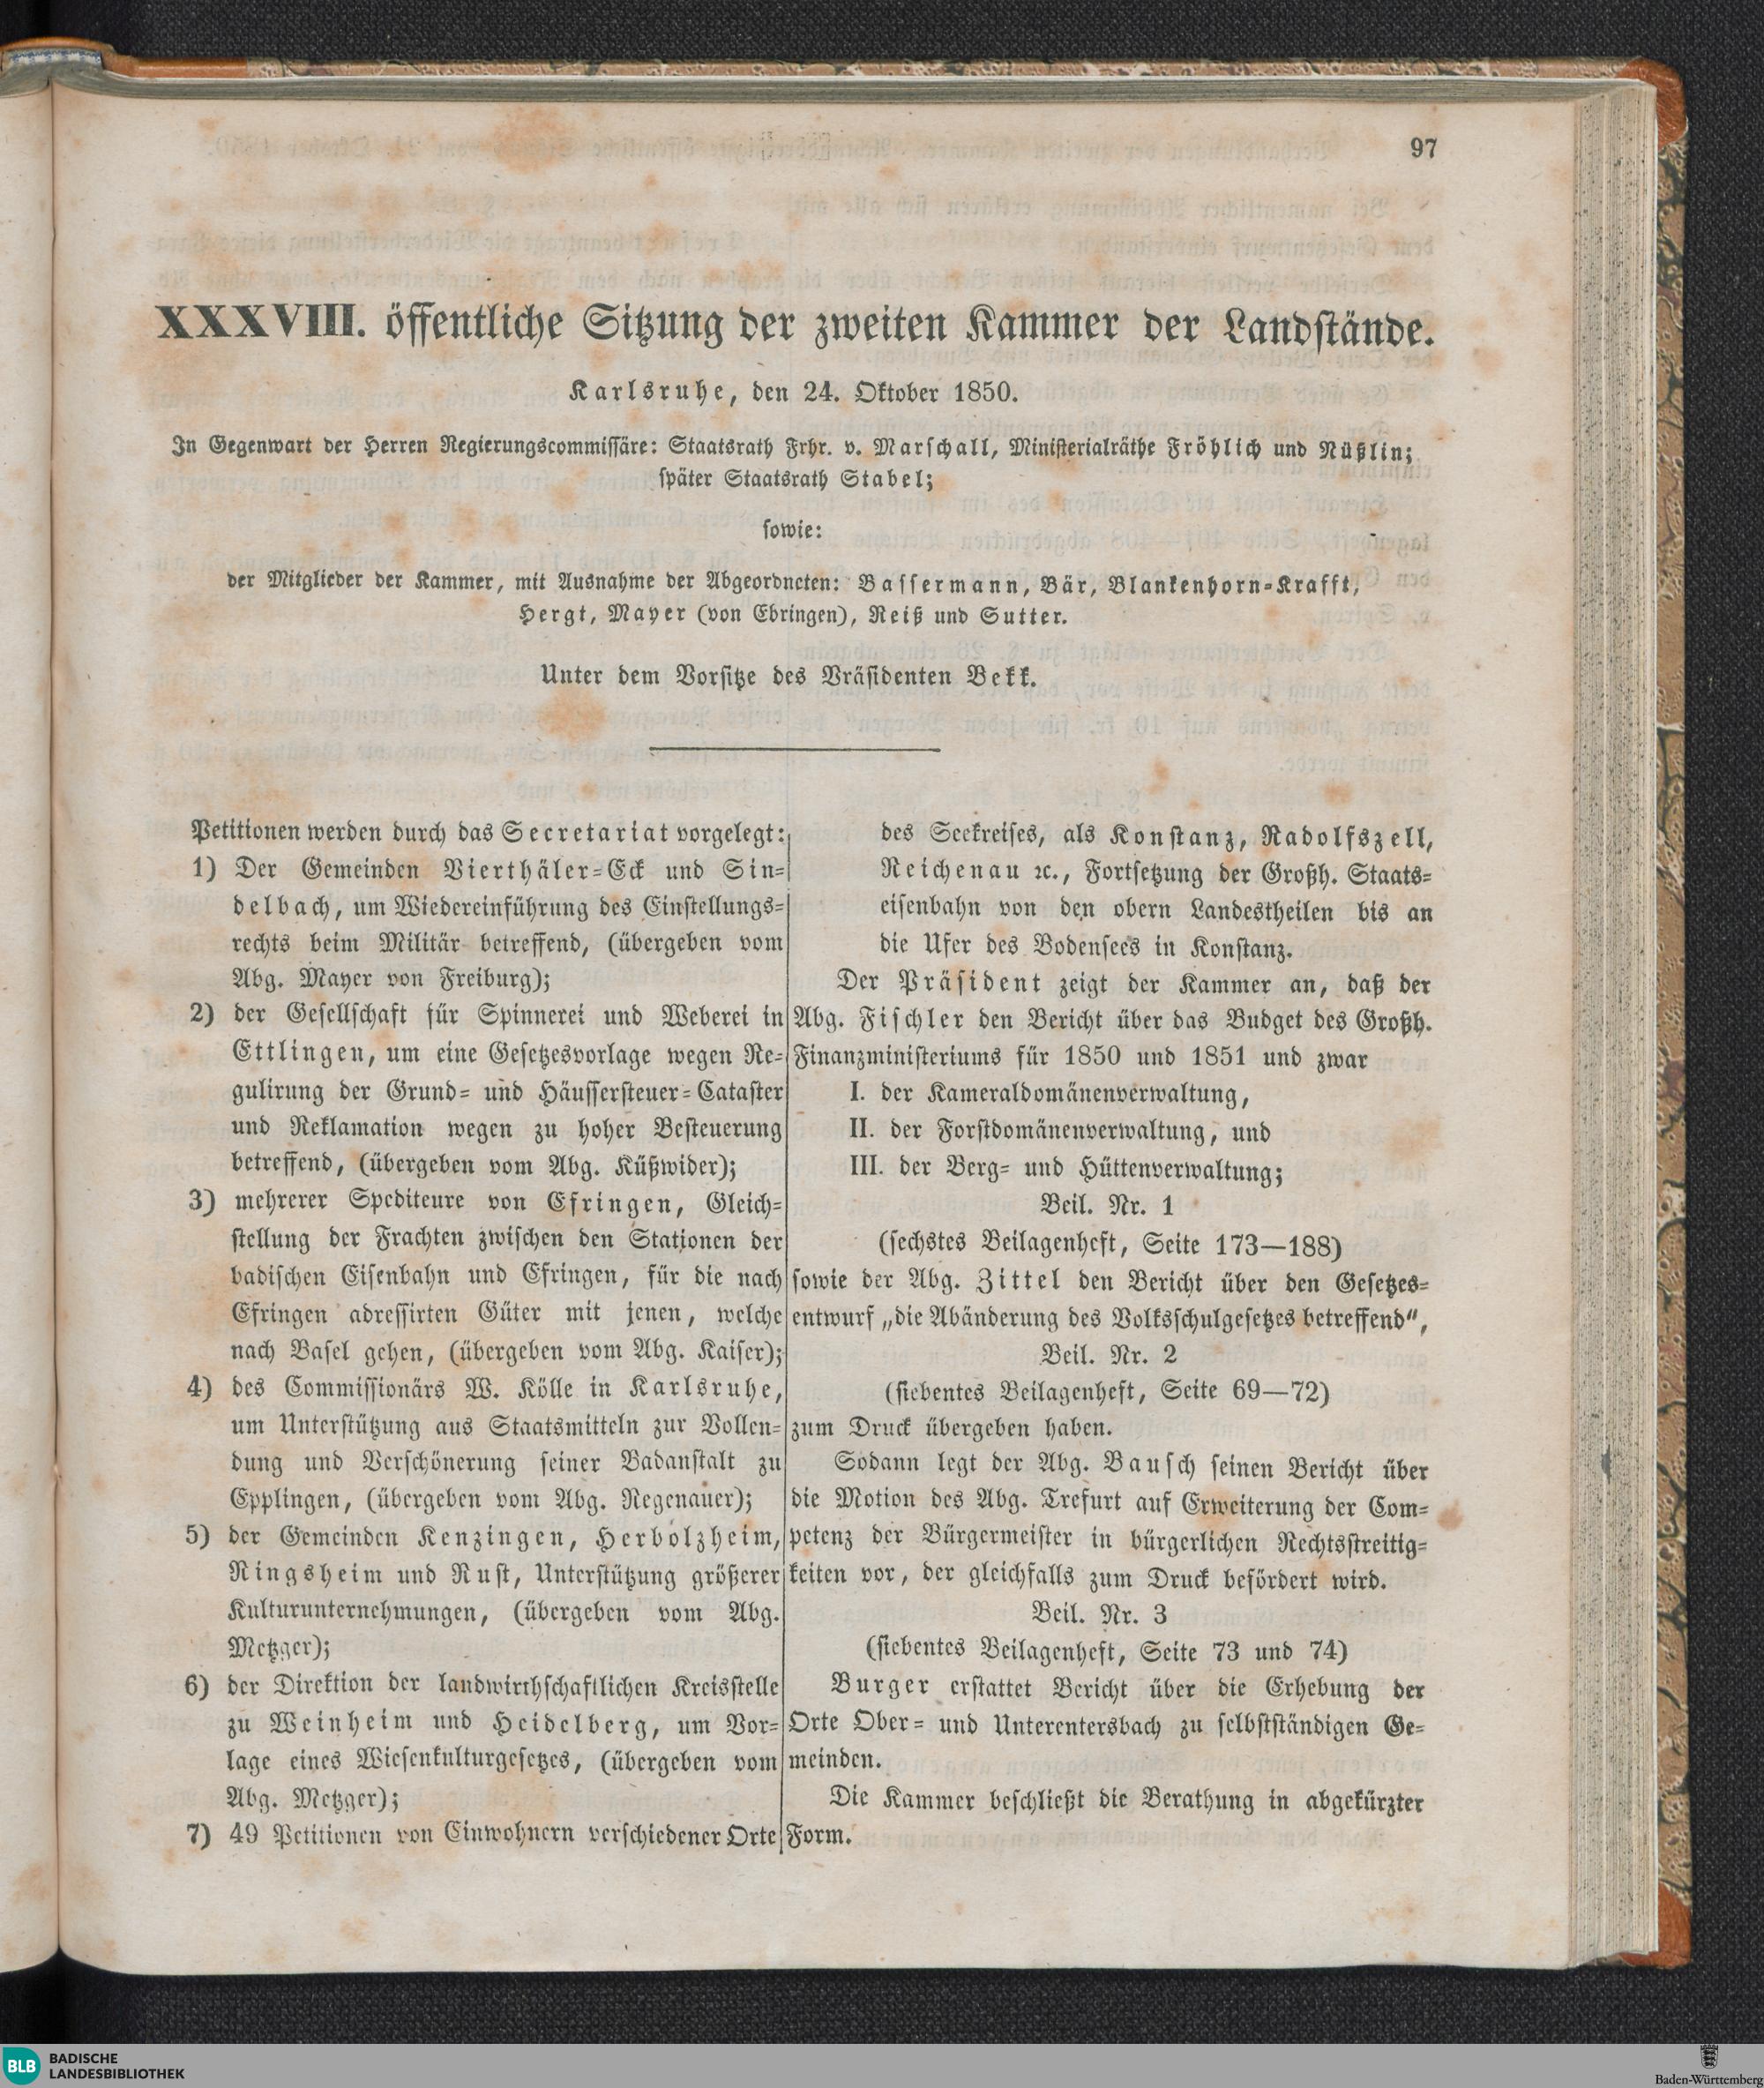 97
XXXVIII. öffentliche Sitzung der zweiten Kammer der Landstände.
Karlsruhe, den 24. Oktober 1850.
In Gegenwart der Herren Regierungscommissäre: Staatsrath Frhr. v. Marschall, Ministerialräthe Fröhlich und Nüßlin;
später Staatsrath Stabel;
sowie:
der Mitglieder der Kammer, mit Ausnahme der Abgeordneten: Bassermann, Bär, Blankenhorn-Krafft,
Hergt, Mayer (von Ebringen), Reiß und Sutter.
Unter dem Vorsitze des Präsidenten Bekk.
Petitionen werden durch das Secretariat vorgelegt:
1) Der Gemeinden Vierthäler-Eck und Sin-
delbach, um Wiedereinführung des Einstellungs-
rechts beim Militär betreffend, (übergeben vom
Abg. Mayer von Freiburg);
2) der Gesellschaft für Spinnerei und Weberei in
Ettlingen, um eine Gesetzesvorlage wegen Re-
gulirung der Grund- und Häussersteuer-Cataster
und Reklamation wegen zu hoher Besteuerung
betreffend, (übergeben vom Abg. Küßwider);
3) mehrerer Spediteure von Efringen, Gleich-
stellung der Frachten zwischen den Stationen der
badischen Eisenbahn und Efringen, für die nach
Efringen adressirten Güter mit jenen, welche
nach Basel gehen, (übergeben vom Abg. Kaiser);
4) des Commissionärs W. Kölle in Karlsruhe,
um Unterstützung aus Staatsmitteln zur Vollen-
dung und Verschönerung seiner Badanstalt zu
Epplingen, (übergeben vom Abg. Regenauer);
5) der Gemeinden Kenzingen, Herbolzheim,
Ringsheim und Rust, Unterstützung größerer
Kulturunternehmungen, (übergeben vom Abg.
Metzger);
6) der Direktion der landwirthschaftlichen Kreisstelle
zu Weinheim und Heidelberg, um Vor-
lage eines Wiesenkulturgesetzes, (übergeben vom
Abg. Metzger);
7) 49 Petitionen von Einwohnern verschiedener Orte
des Seekreises, als Konstanz, Radolfszell,
Reichenau ꝛc., Fortsetzung der Großh. Staats-
eisenbahn von den obern Landestheilen bis an
die Ufer des Bodensees in Konstanz.
Der Präsident zeigt der Kammer an, daß der
Abg. Fischler den Bericht über das Budget des Großh.
Finanzministeriums für 1850 und 1851 und zwar
I. der Kameraldomänenverwaltung,
II. der Forstdomänenverwaltung, und
III. der Berg- und Hüttenverwaltung;
Beil. Nr. 1
(sechstes Beilagenheft, Seite 173—188)
sowie der Abg. Zittel den Bericht über den Gesetzes-
entwurf „die Abänderung des Volksschulgesetzes betreffend“,
Beil. Nr. 2
(siebentes Beilagenheft, Seite 69—72)
zum Druck übergeben haben.
Sodann legt der Abg. Bausch seinen Bericht über
die Motion des Abg. Trefurt auf Erweiterung der Com-
petenz der Bürgermeister in bürgerlichen Rechtsstreitig-
keiten vor, der gleichfalls zum Druck befördert wird.
Beil. Nr. 3
(siebentes Beilagenheft, Seite 73 und 74)
Burger erstattet Bericht über die Erhebung der
Orte Ober- und Unterentersbach zu selbstständigen Ge-
meinden.
Die Kammer beschließt die Berathung in abgekürzter
Form.
BLB BADISCHE
LANDESBIBLIOTHEK
Baden-Württemberg